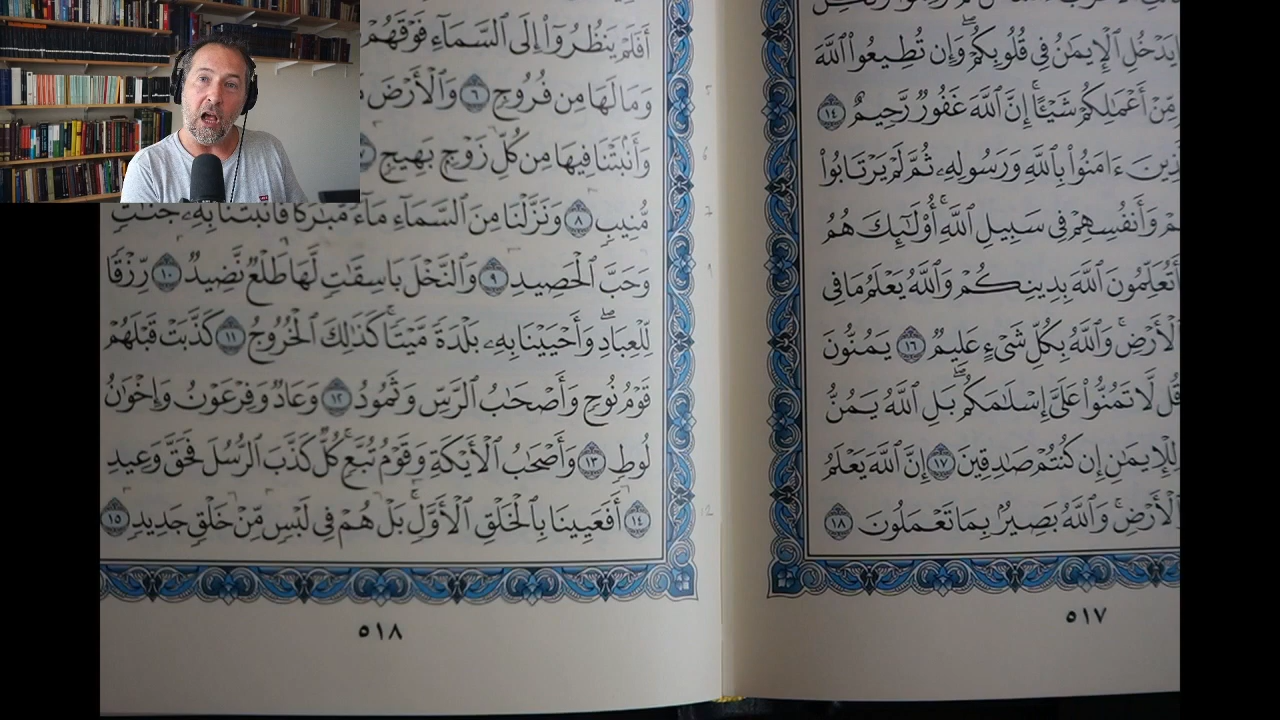 يَدْخُلِ ٱلْإِيمَٰنُ فِي قُلُوبِكُمْۖ وَإِن تُطِيعُوا۟ ٱللَّهَ
مِّنْ أَعْمَٰلِكُمْ شَيْـًٔاۚ إِنَّ ٱللَّهَ غَفُورٌ رَّحِيمٌ ١٤
ءَامَنُوا۟ بِٱللَّهِ وَرَسُولِهِۦ ثُمَّ لَمْ يَرْتَابُوا۟
وَأَنفُسِهِمْ فِي سَبِيلِ ٱللَّهِۚ أُو۟لَٰٓئِكَ هُمُ
أَتُعَلِّمُونَ ٱللَّهَ بِدِينِكُمْ وَٱللَّهُ يَعْلَمُ مَا فِي
ٱلْأَرْضِۚ وَٱللَّهُ بِكُلِّ شَيْءٍ عَلِيمٌ ١٦ يَمُنُّونَ
قُل لَّا تَمُنُّوا۟ عَلَيَّ إِسْلَٰمَكُمۖ بَلِ ٱللَّهُ يَمُنُّ
لِلْإِيمَٰنِ إِن كُنتُمْ صَٰدِقِينَ ١٧ إِنَّ ٱللَّهَ يَعْلَمُ
ٱلْأَرْضِۚ وَٱللَّهُ بَصِيرٌۢ بِمَا تَعْمَلُونَ ١٨
٥١٧
أَفَلَمْ يَنظُرُوٓا۟ إِلَى ٱلسَّمَآءِ فَوْقَهُمْ
وَمَا لَهَا مِن فُرُوجٍ ٦ وَٱلْأَرْضَ
وَأَنۢبَتْنَا فِيهَا مِن كُلِّ زَوْجٍۭ بَهِيجٍ
مُّنِيبٍ ٨ وَنَزَّلْنَا مِنَ ٱلسَّمَآءِ مَآءً مُّبَٰرَكًا فَأَنۢبَتْنَا بِهِۦ جَنَّٰتٍ
وَحَبَّ ٱلْحَصِيدِ ٩ وَٱلنَّخْلَ بَاسِقَٰتٍ لَّهَا طَلْعٌ نَّضِيدٌ ١٠ رِّزْقًا
لِّلْعِبَادِۖ وَأَحْيَيْنَا بِهِۦ بَلْدَةً مَّيْتًاۚ كَذَٰلِكَ ٱلْخُرُوجُ ١١ كَذَّبَتْ قَبْلَهُمْ
قَوْمُ نُوحٍ وَأَصْحَٰبُ ٱلرَّسِّ وَثَمُودُ ١٢ وَعَادٌ وَفِرْعَوْنُ وَإِخْوَٰنُ
لُوطٍ ١٣ وَأَصْحَٰبُ ٱلْأَيْكَةِ وَقَوْمُ تُبَّعٍۚ كُلٌّ كَذَّبَ ٱلرُّسُلَ فَحَقَّ وَعِيدِ
١٤ أَفَعَيِينَا بِٱلْخَلْقِ ٱلْأَوَّلِۚ بَلْ هُمْ فِي لَبْسٍ مِّنْ خَلْقٍ جَدِيدٍ ١٥
٥١٨